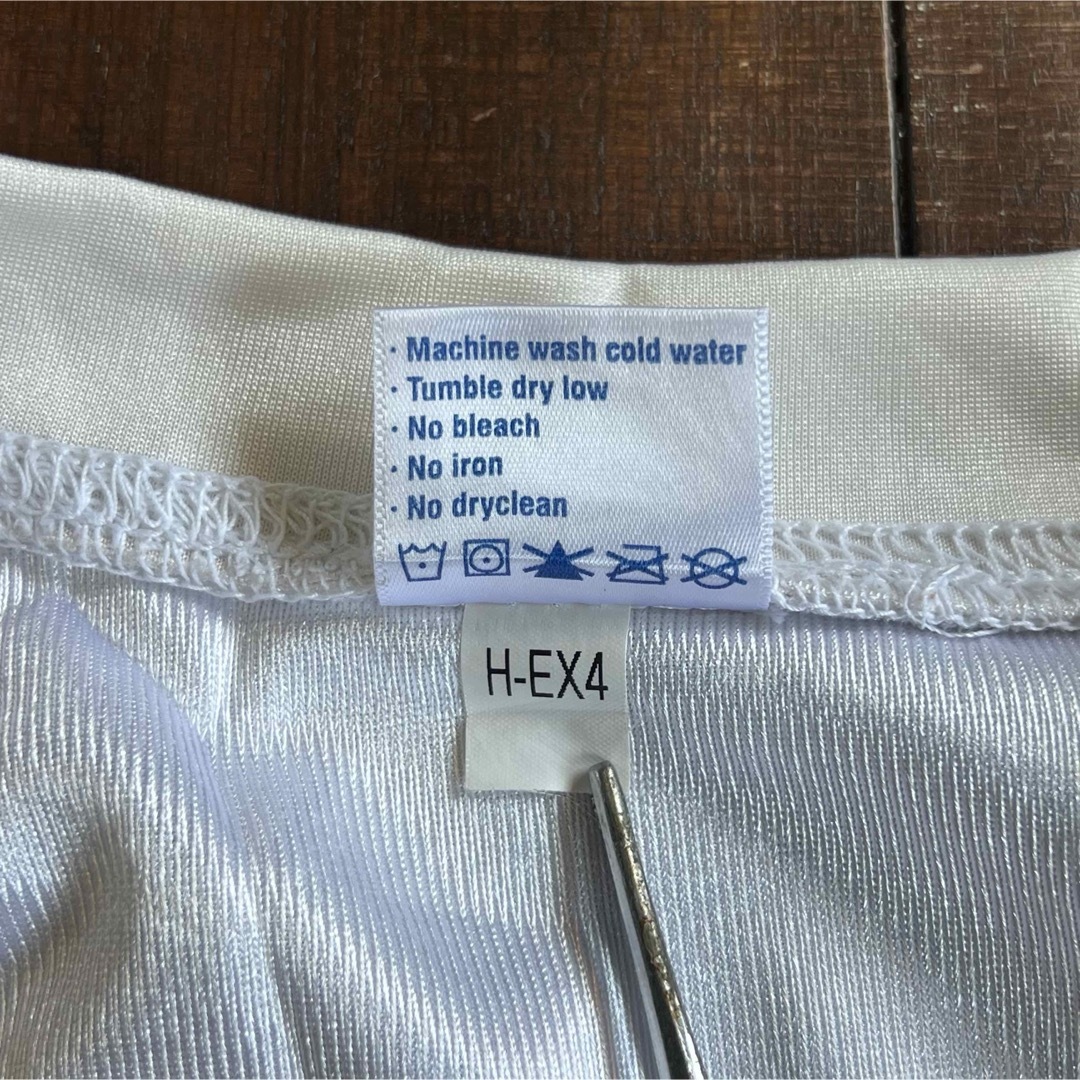 · Machine wash cold water
· Tumble dry low
· No bleach
· No iron
· No dryclean
H-EX4